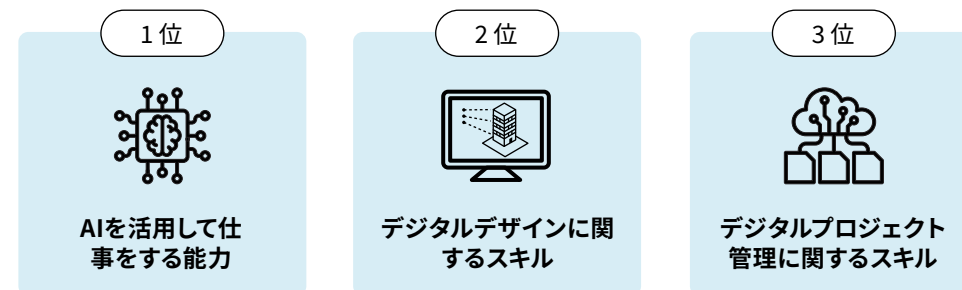 1位
AIを活用して仕
事をする能力
2位
デジタルデザインに関
するスキル
3位
デジタルプロジェクト
管理に関するスキル